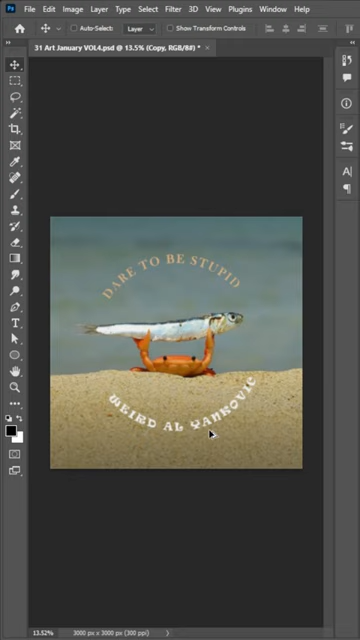 Ps File Edit Image Layer Type Select Filter 3D View Plugins Window Help
Auto-Select: Layer Show Transform Controls
31 Art January VOL4.psd @ 13.5% (Copy, RGB/8#) *
DARE TO BE STUPID
WEIRD AL YANKOVIC
13.52% 3000 px x 3000 px (300 ppi)